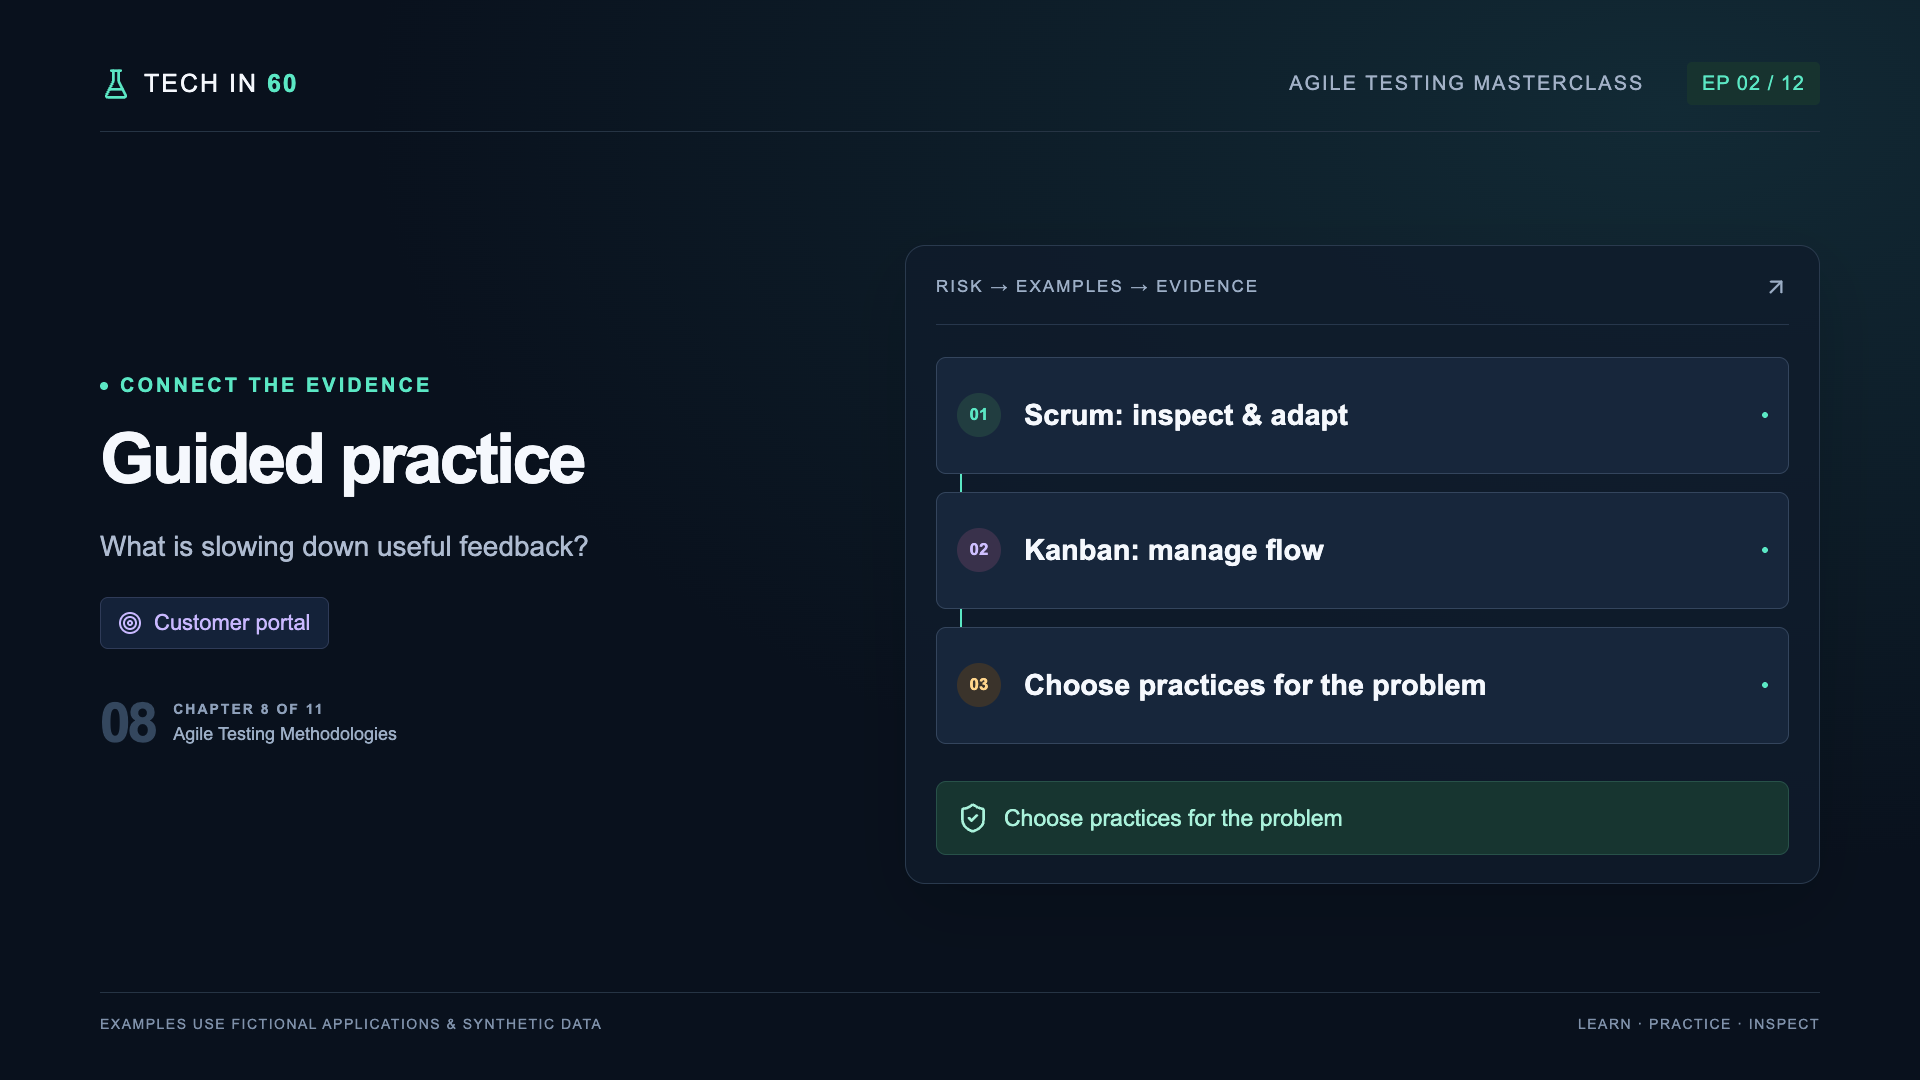 TECH IN 60
AGILE TESTING MASTERCLASS
EP 02 / 12
CONNECT THE EVIDENCE
Guided practice
What is slowing down useful feedback?
Customer portal
08
CHAPTER 8 OF 11
Agile Testing Methodologies
RISK → EXAMPLES → EVIDENCE
01
Scrum: inspect & adapt
02
Kanban: manage flow
03
Choose practices for the problem
Choose practices for the problem
EXAMPLES USE FICTIONAL APPLICATIONS & SYNTHETIC DATA
LEARN · PRACTICE · INSPECT